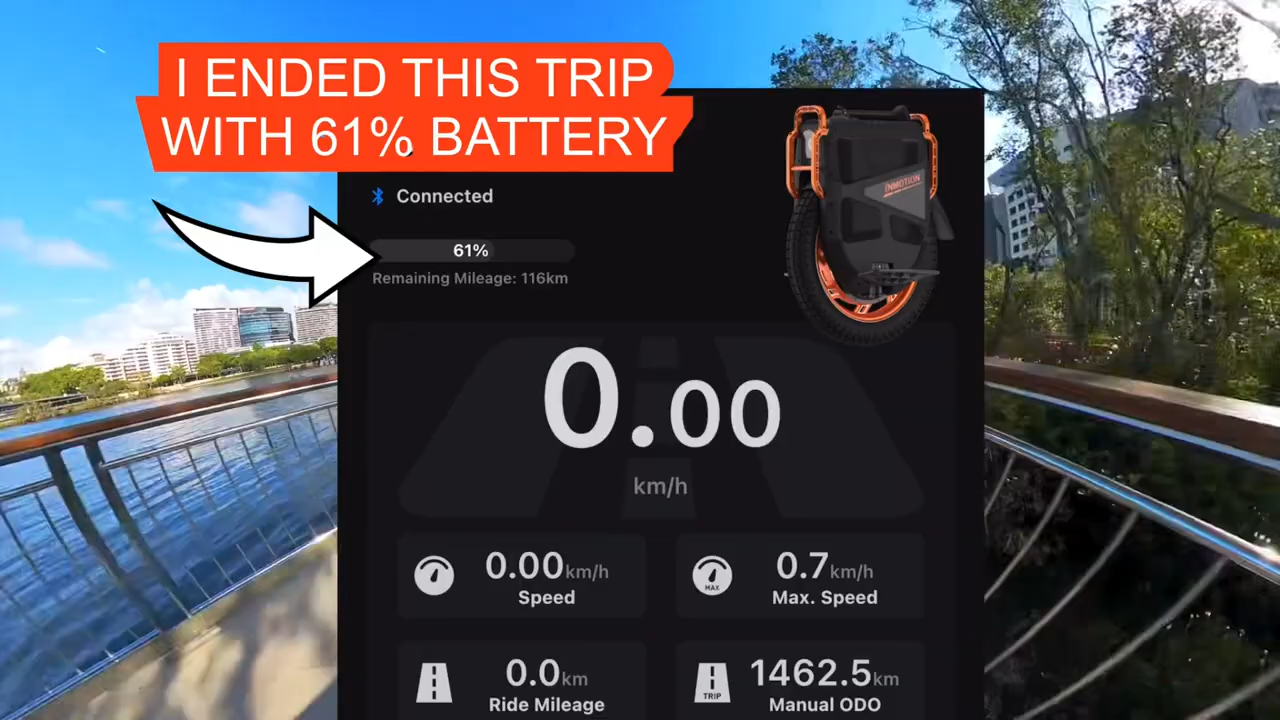 I ENDED THIS TRIP
WITH 61% BATTERY
INMOTION
Connected
61%
Remaining Mileage: 116km
0.00
km/h
0.00km/h
Speed
MAX
0.7km/h
Max. Speed
0.0km
Ride Mileage
TRIP
1462.5km
Manual ODO